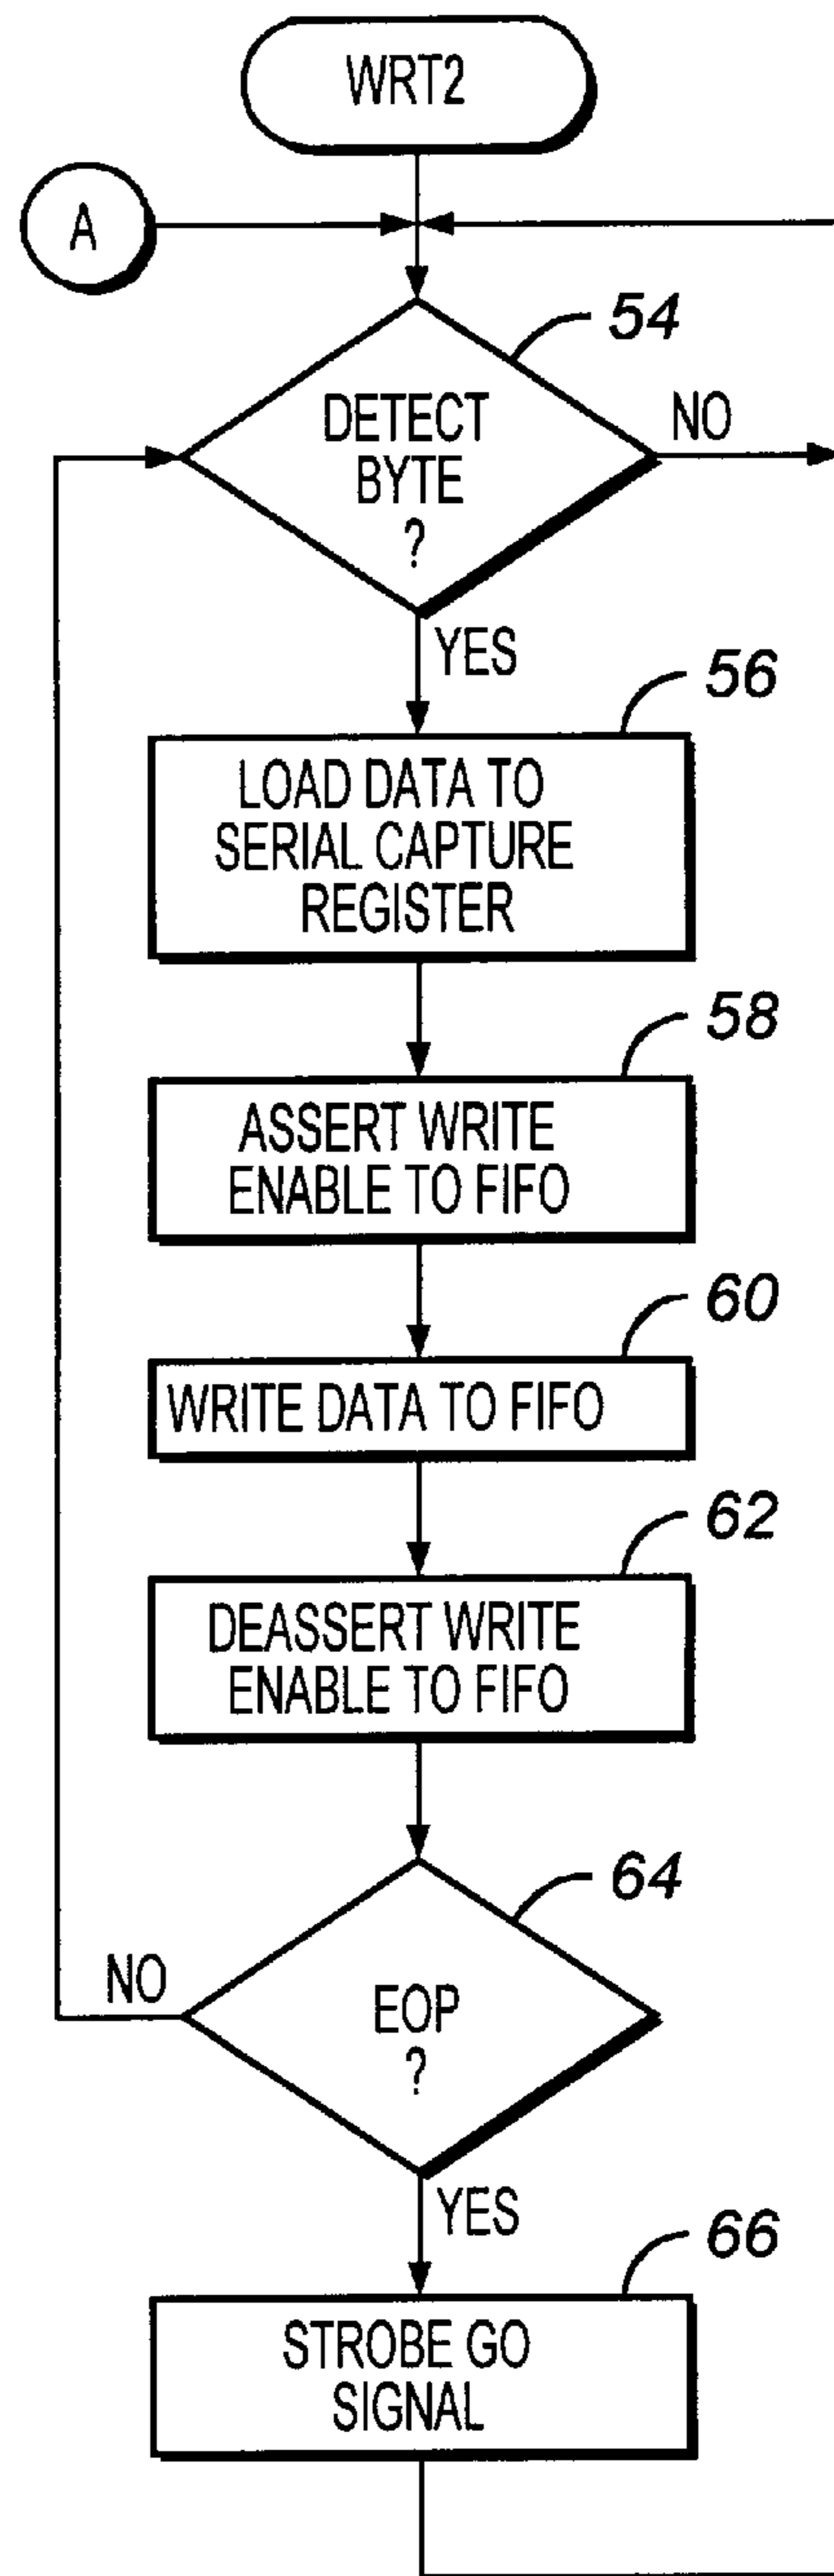 WRT2
A
54
DETECT
BYTE
?
NO
YES
56
LOAD DATA TO
SERIAL CAPTURE
REGISTER
58
ASSERT WRITE
ENABLE TO FIFO
60
WRITE DATA TO FIFO
62
DEASSERT WRITE
ENABLE TO FIFO
64
NO
EOP
?
YES
66
STROBE GO
SIGNAL